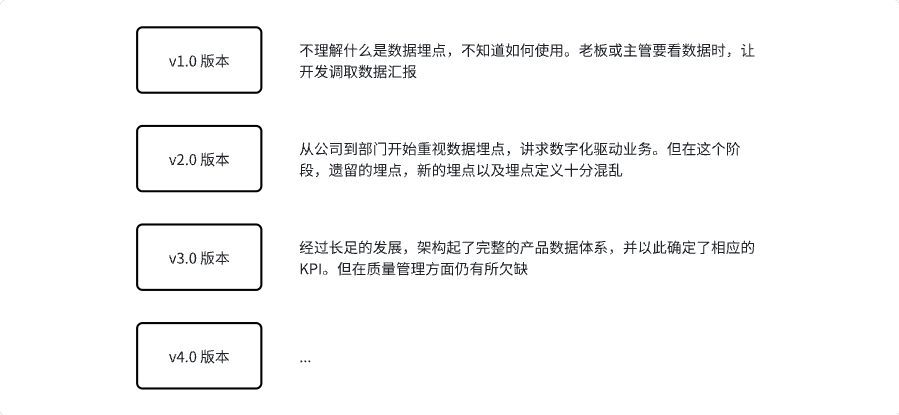 v1.0 版本
不理解什么是数据埋点，不知道如何使用。老板或主管要看数据时，让
开发调取数据汇报
v2.0 版本
从公司到部门开始重视数据埋点，讲求数字化驱动业务。但在这个阶
段，遗留的埋点，新的埋点以及埋点定义十分混乱
v3.0 版本
经过长足的发展，架构起了完整的产品数据体系，并以此确定了相应的
KPI。但在质量管理方面仍有所欠缺
v4.0 版本
...